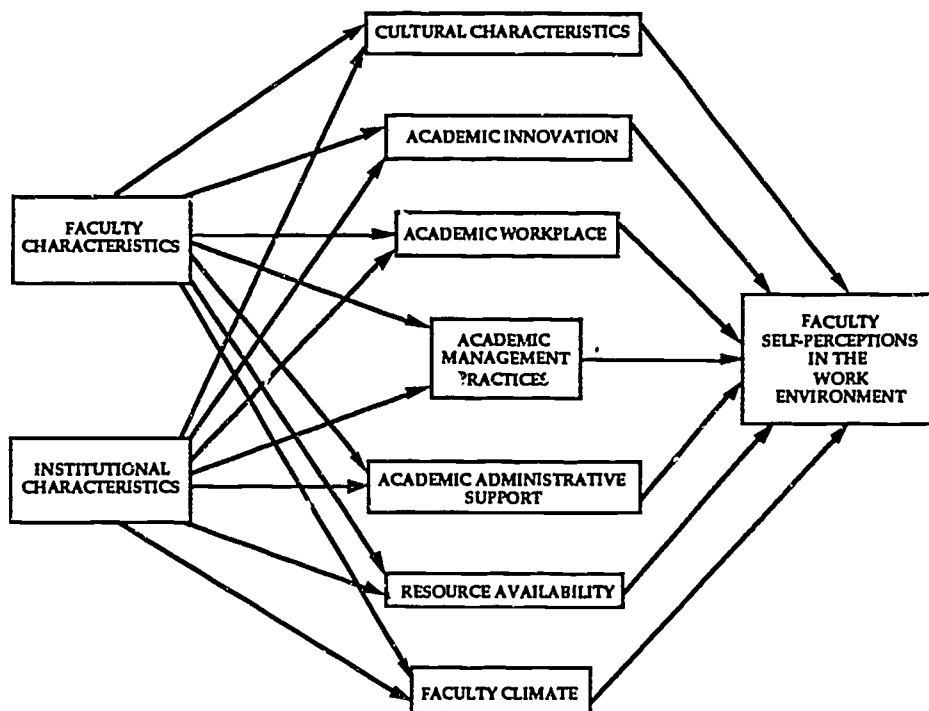 CULTURAL CHARACTERISTICS
ACADEMIC INNOVATION
FACULTY
CHARACTERISTICS
ACADEMIC WORKPLACE
ACADEMIC
MANAGEMENT
PRACTICES
FACULTY
SELF-PERCEPTIONS
IN THE
WORK
ENVIRONMENT
INSTITUTIONAL
CHARACTERISTICS
ACADEMIC ADMINISTRATIVE
SUPPORT
RESOURCE AVAILABILITY
FACULTY CLIMATE